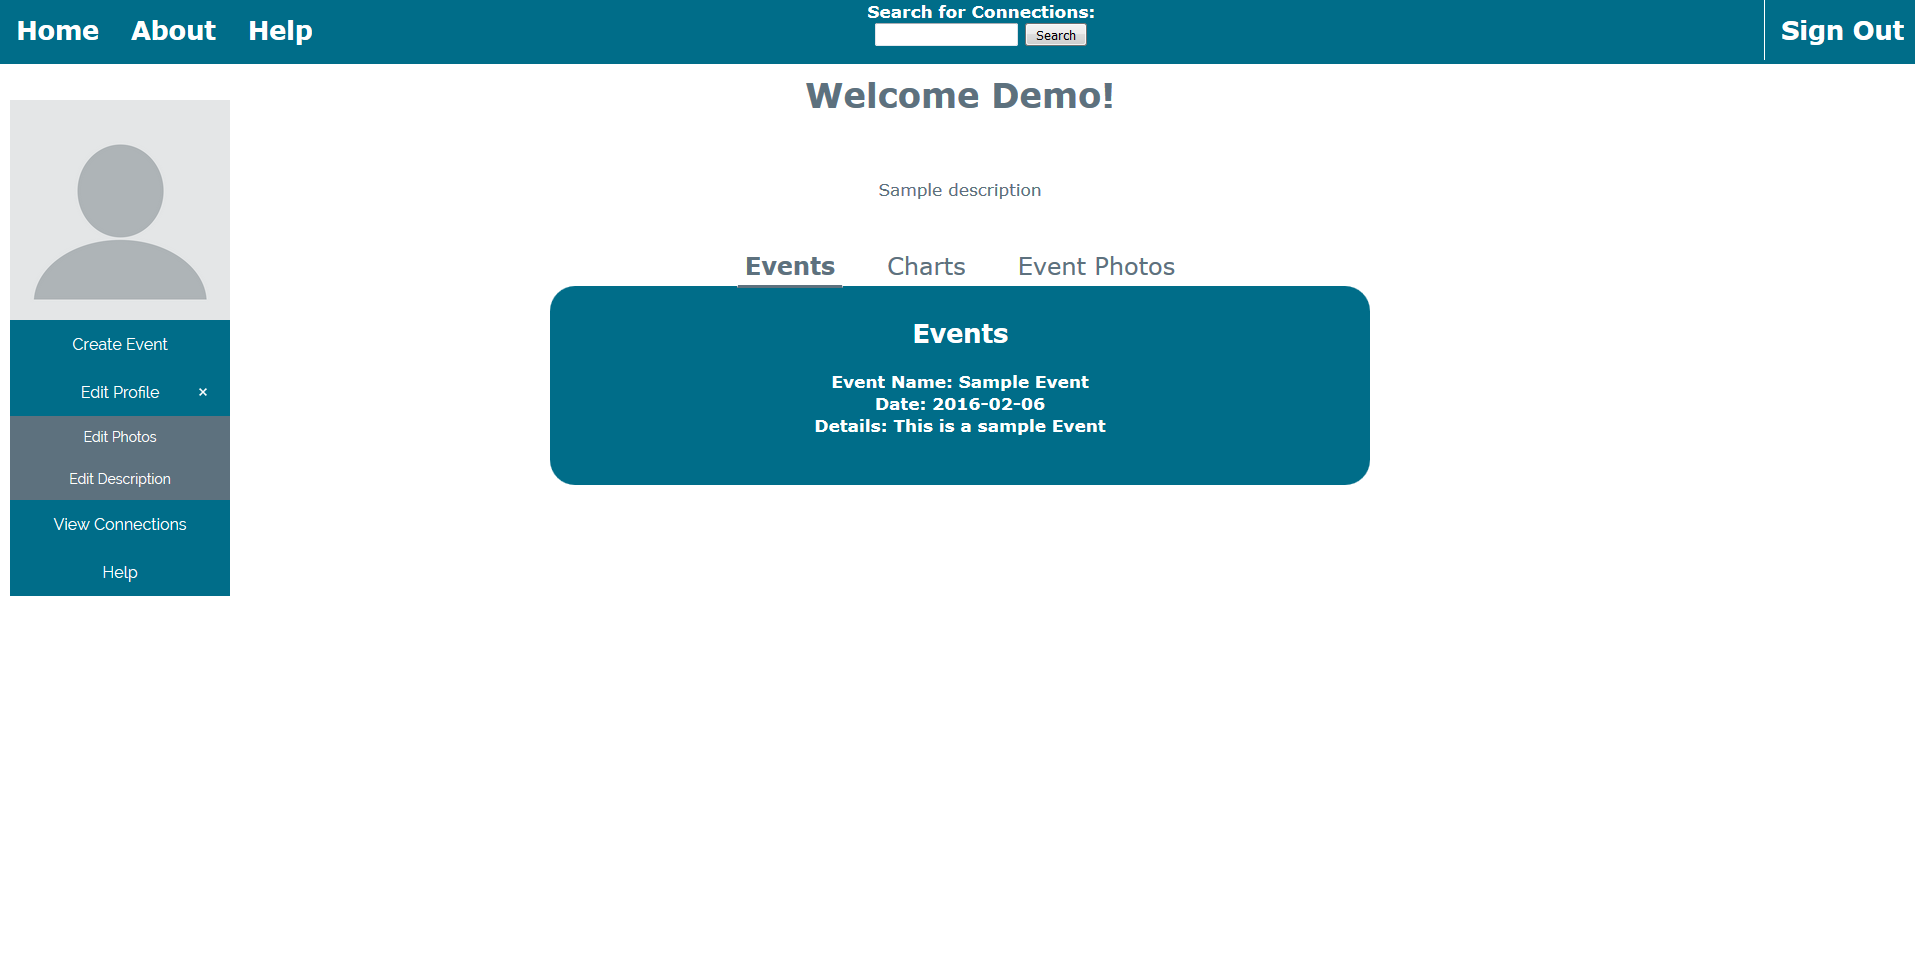 Home About Help
Search for Connections:
Search
Sign Out
Welcome Demo!
Sample description
Events Charts Event Photos
Events
Event Name: Sample Event
Date: 2016-02-06
Details: This is a sample Event
Create Event
Edit Profile ×
Edit Photos
Edit Description
View Connections
Help